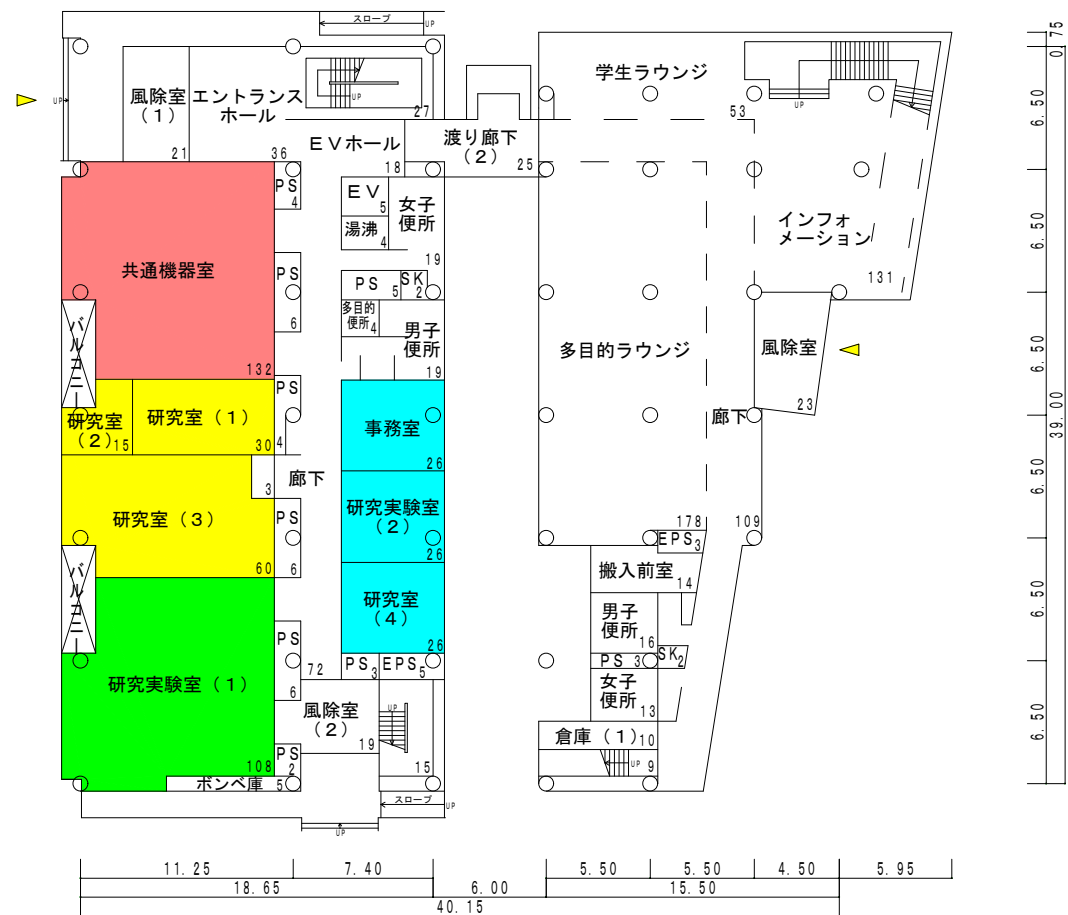 スロープ
UP
0.75
学生ラウンジ
UP
風除室
(1)
エントランス
ホール
UP
UP
6.50
21
36
27
53
EVホール
渡り廊下
(2)
18
25
PS
4
EV
5
湯沸
4
女子
便所
19
インフォ
メーション
131
6.50
共通機器室
132
PS
6
PS
5
SK
2
多目的
便所
4
男子
便所
19
バルコニー
多目的ラウンジ
風除室
23
6.50
39.00
研究室
(2)
15
研究室(1)
30
PS
4
事務室
26
廊下
3
廊下
研究室(3)
60
PS
6
研究実験室
(2)
26
178
109
6.50
EPS
3
搬入前室
14
バルコニー
研究室
(4)
26
男子
便所
16
6.50
研究実験室(1)
108
PS
6
72
PS
3
EPS
5
PS
3
SK
2
女子
便所
13
風除室
(2)
19
UP
15
倉庫(1)
10
UP
9
6.50
PS
2
ボンベ庫
5
スロープ
UP
UP
11.25
7.40
5.50
5.50
4.50
5.95
18.65
6.00
15.50
40.15